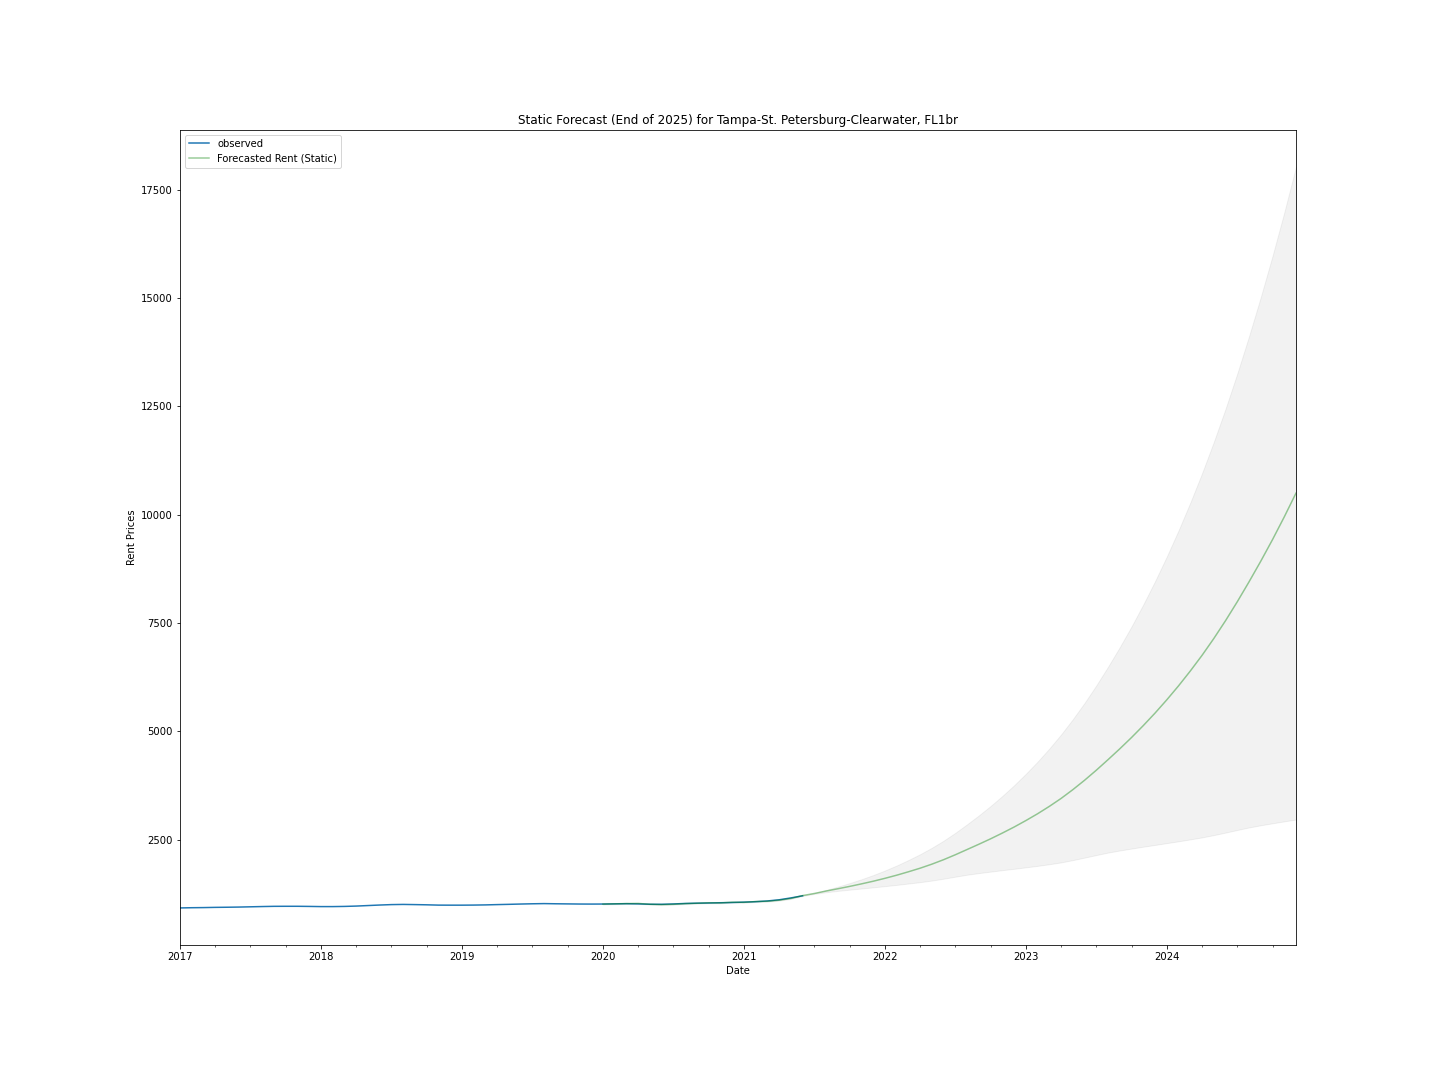 Static Forecast (End of 2025) for Tampa-St. Petersburg-Clearwater, FL1br
observed
Forecasted Rent (Static)
17500
15000
12500
10000
7500
5000
2500
Rent Prices
2017 2018 2019 2020 2021 2022 2023 2024
Date